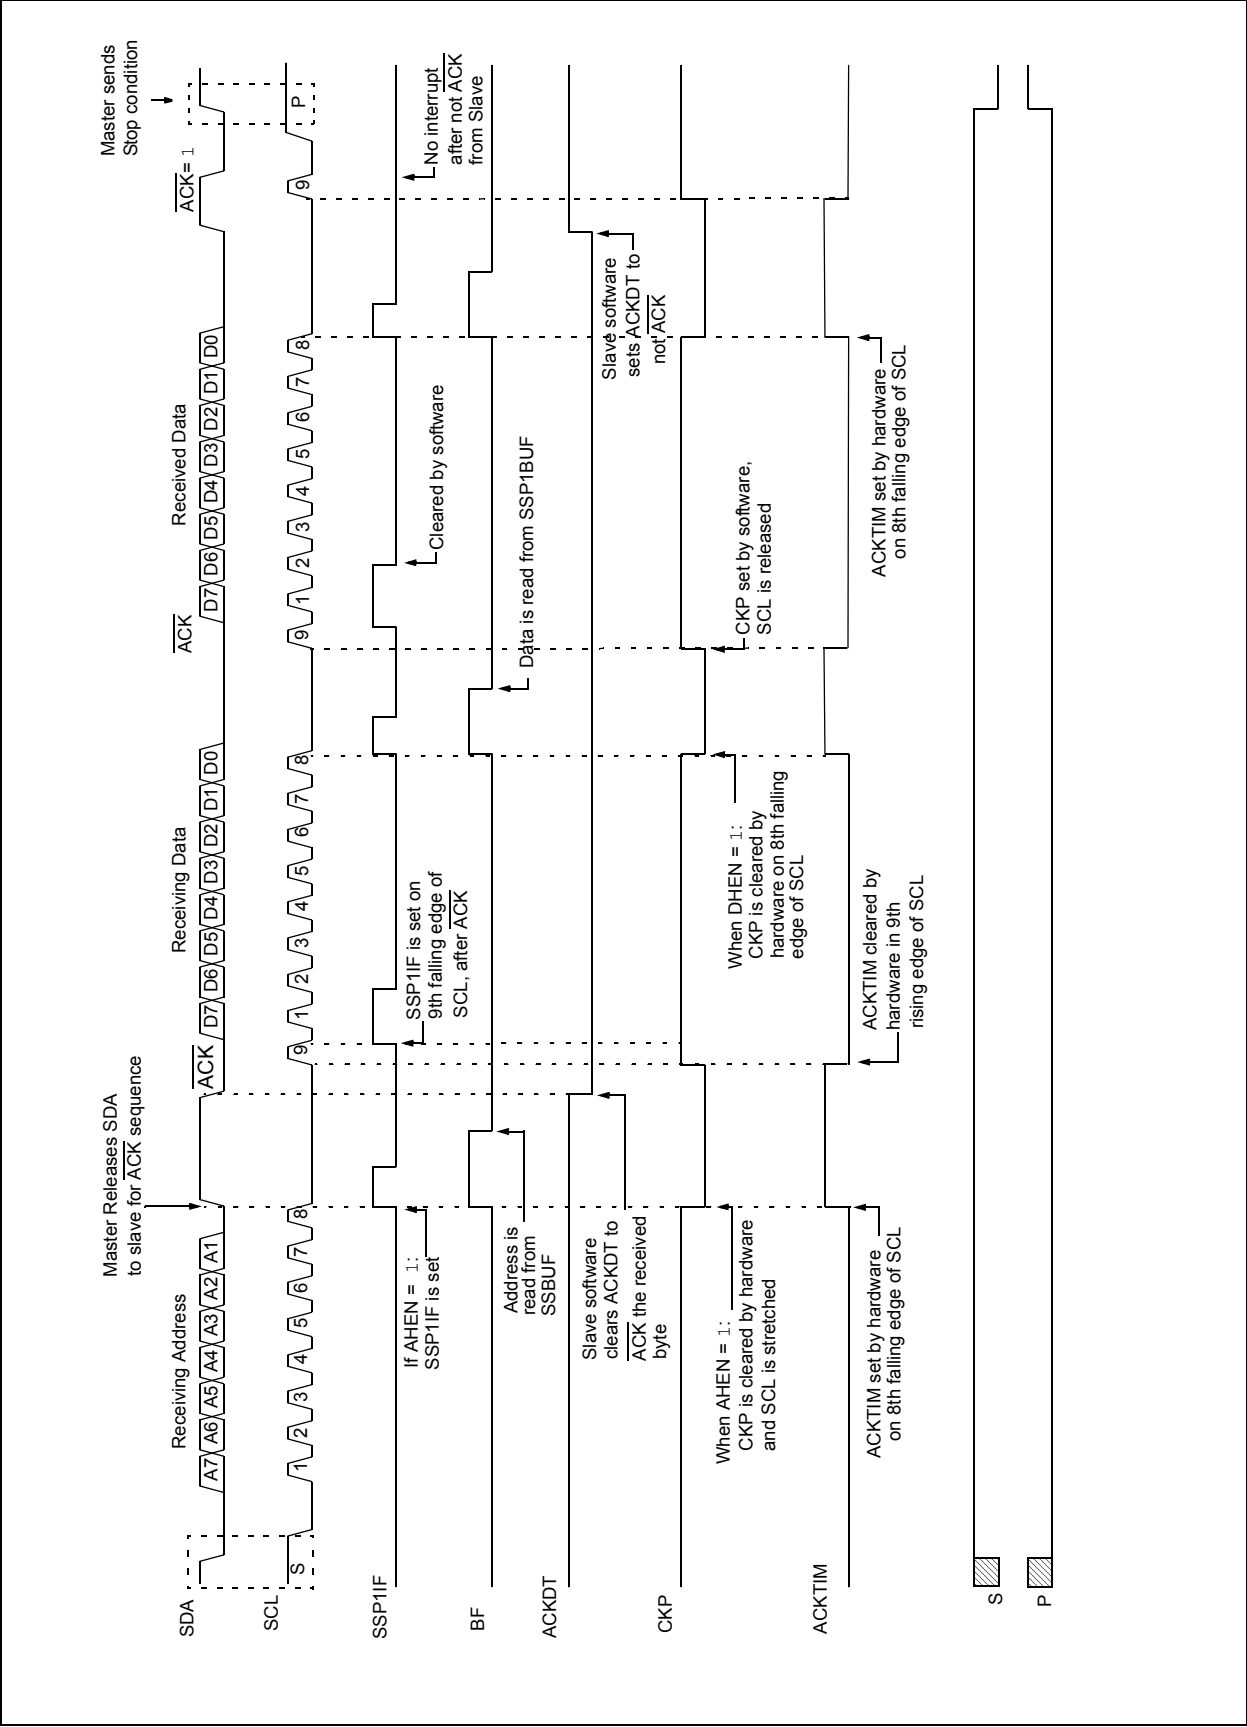 Master Releases SDA
to slave for ACK sequence
Master sends
Stop condition
Receiving Address
Receiving Data
Received Data
ACK
ACK
ACK= 1
SDA
A7 A6 A5 A4 A3 A2 A1
D7 D6 D5 D4 D3 D2 D1 D0
D7 D6 D5 D4 D3 D2 D1 D0
SCL
S
1 2 3 4 5 6 7 8 9
1 2 3 4 5 6 7 8 9
1 2 3 4 5 6 7 8 9
P
SSP1IF
If AHEN = 1:
SSP1IF is set
SSP1IF is set on
9th falling edge of
SCL, after ACK
Cleared by software
No interrupt
after not ACK
from Slave
BF
Address is
read from
SSBUF
Data is read from SSP1BUF
ACKDT
Slave software
clears ACKDT to
ACK the received
byte
Slave software
sets ACKDT to
not ACK
CKP
When AHEN = 1:
CKP is cleared by hardware
and SCL is stretched
When DHEN = 1:
CKP is cleared by
hardware on 8th falling
edge of SCL
CKP set by software,
SCL is released
ACKTIM
ACKTIM set by hardware
on 8th falling edge of SCL
ACKTIM cleared by
hardware in 9th
rising edge of SCL
ACKTIM set by hardware
on 8th falling edge of SCL
S
P